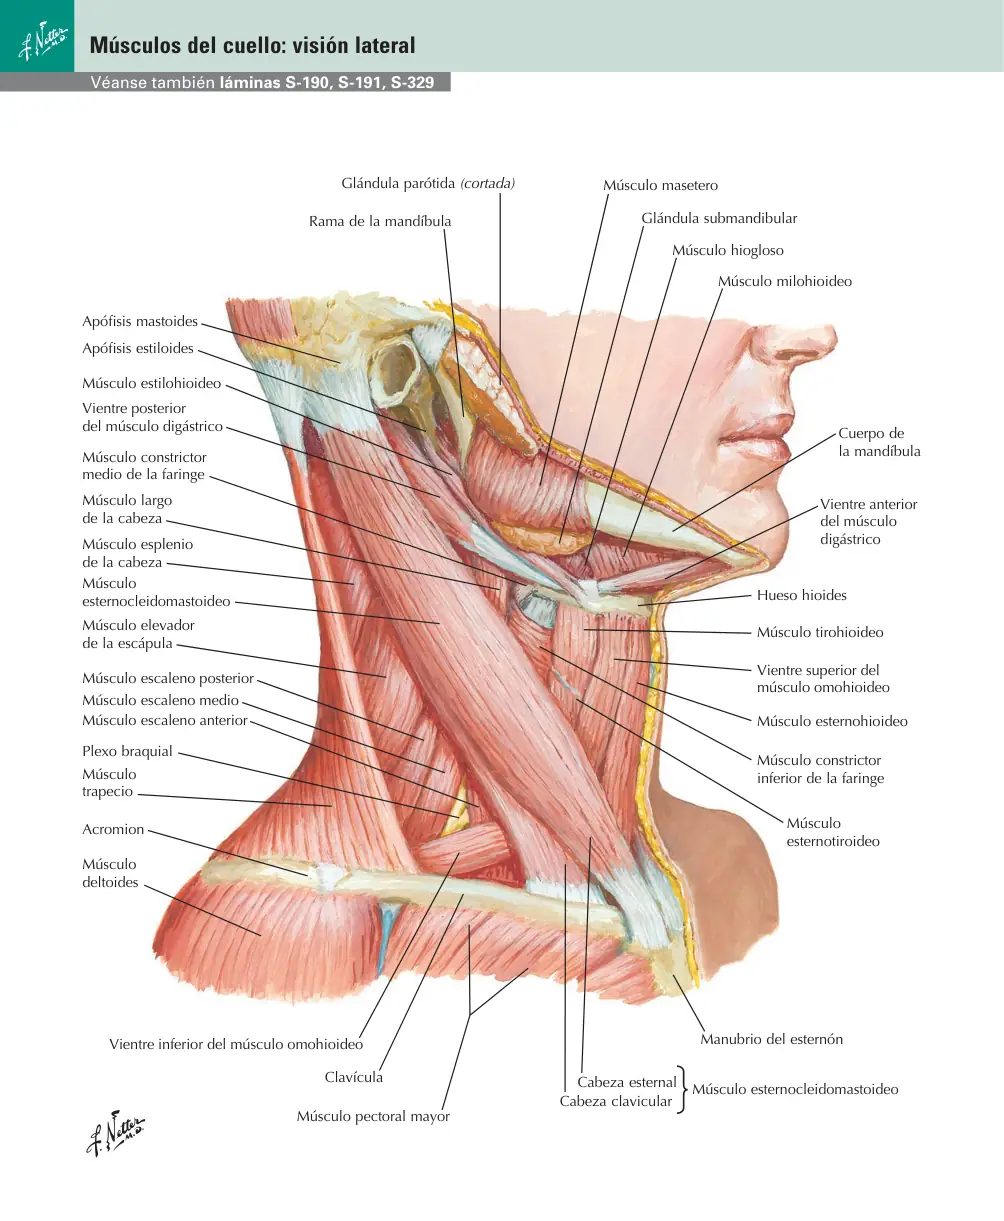 F. Netter M.D.
Músculos del cuello: visión lateral
Véanse también láminas S-190, S-191, S-329
Glándula parótida (cortada)
Músculo masetero
Rama de la mandíbula
Glándula submandibular
Músculo hiogloso
Músculo milohioideo
Apófisis mastoides
Apófisis estiloides
Músculo estilohioideo
Vientre posterior
del músculo digástrico
Músculo constrictor
medio de la faringe
Músculo largo
de la cabeza
Músculo esplenio
de la cabeza
Músculo
esternocleidomastoideo
Músculo elevador
de la escápula
Músculo escaleno posterior
Músculo escaleno medio
Músculo escaleno anterior
Plexo braquial
Músculo
trapecio
Acromion
Músculo
deltoides
Cuerpo de
la mandíbula
Vientre anterior
del músculo
digástrico
Hueso hioides
Músculo tirohioideo
Vientre superior del
músculo omohioideo
Músculo esternohioideo
Músculo constrictor
inferior de la faringe
Músculo
esternotiroideo
Vientre inferior del músculo omohioideo
Manubrio del esternón
Clavícula
Cabeza esternal
Cabeza clavicular
Músculo esternocleidomastoideo
Músculo pectoral mayor
F. Netter M.D.